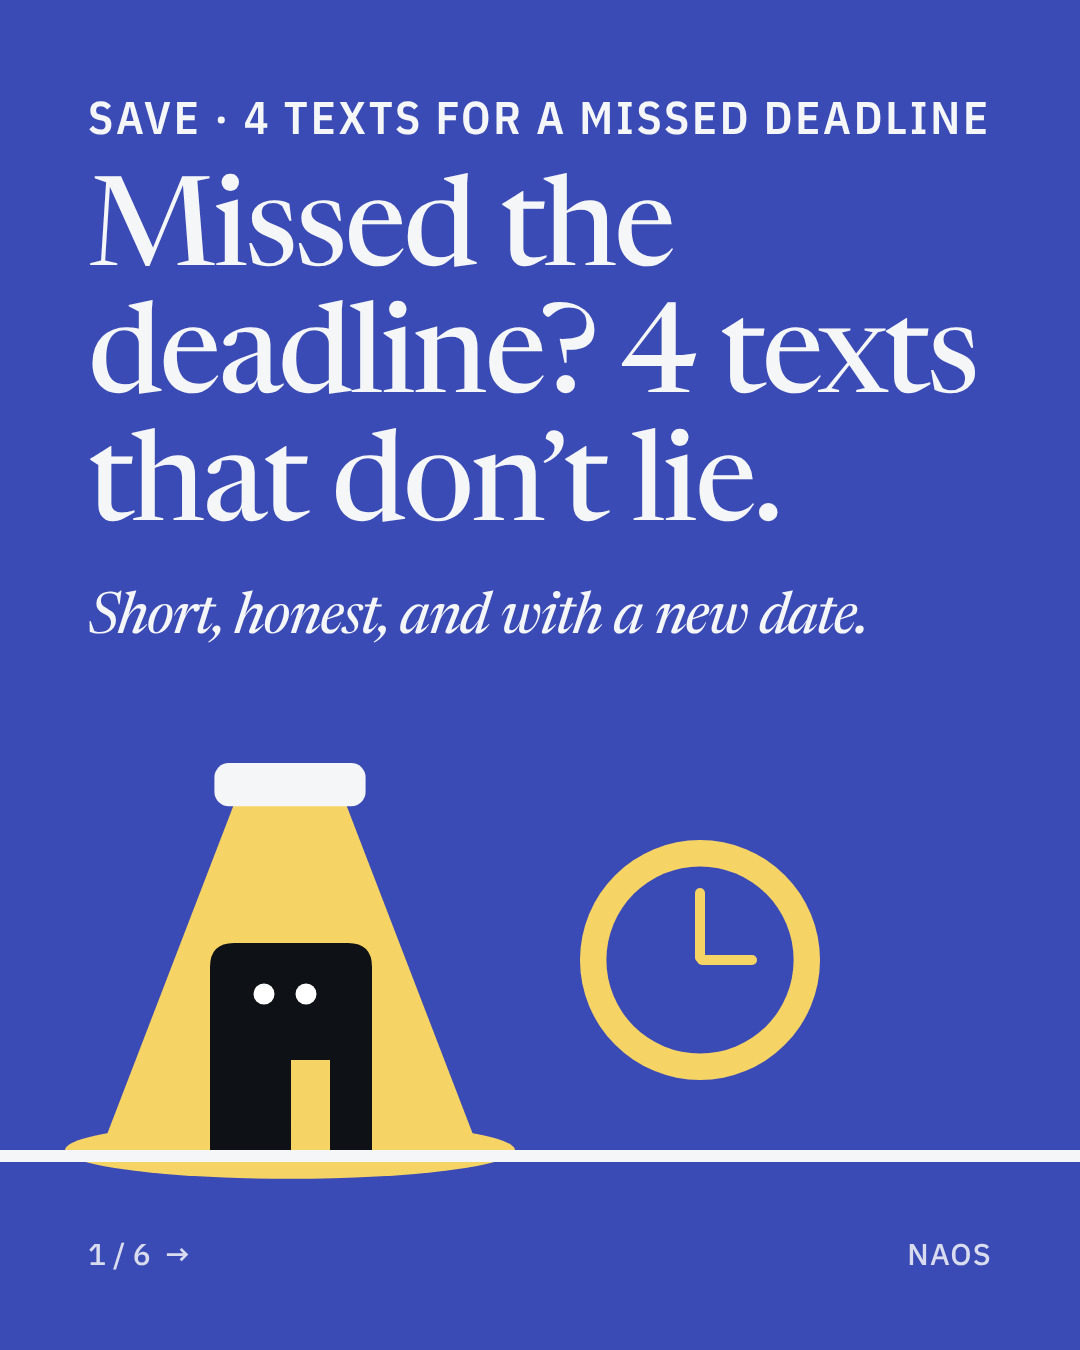 SAVE · 4 TEXTS FOR A MISSED DEADLINE
Missed the
deadline? 4 texts
that don’t lie.
Short, honest, and with a new date.
1 / 6 →
NAOS